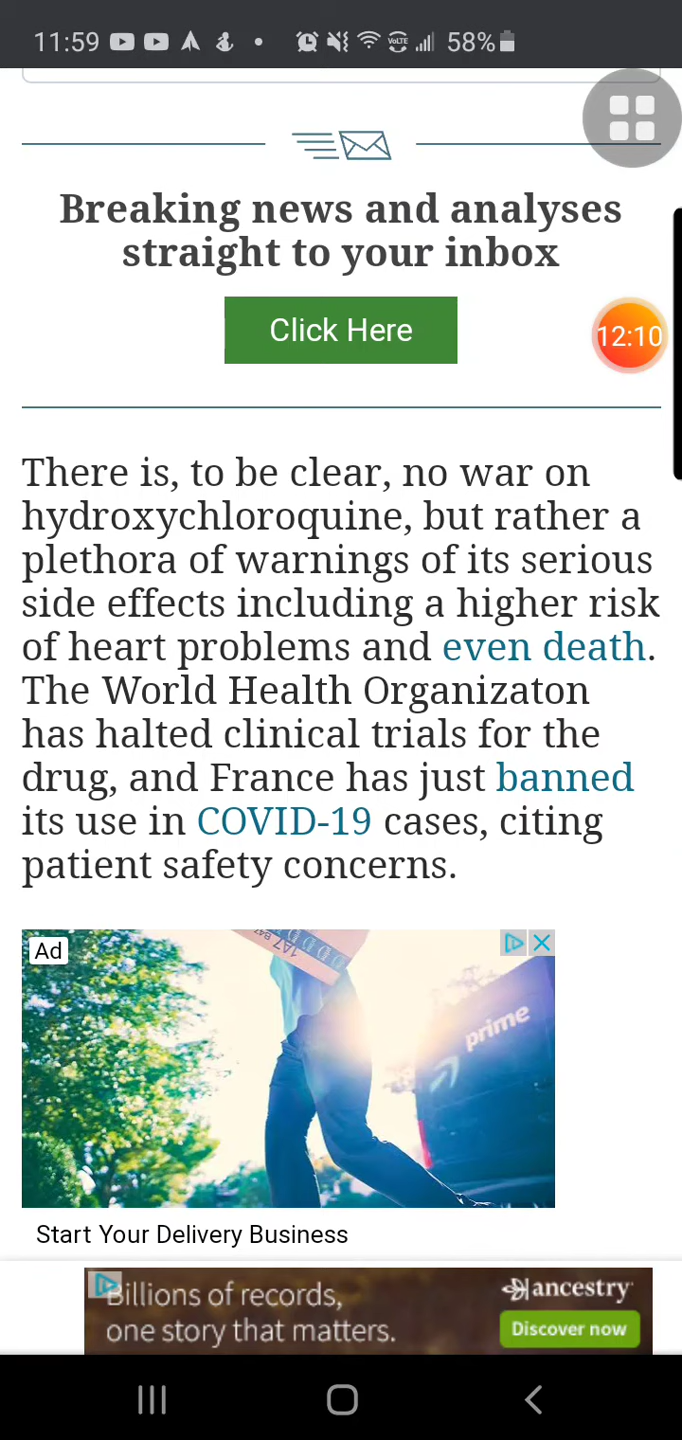 11:59 VoLTE 58%
Breaking news and analyses
straight to your inbox
Click Here
12:10
There is, to be clear, no war on
hydroxychloroquine, but rather a
plethora of warnings of its serious
side effects including a higher risk
of heart problems and even death.
The World Health Organizaton
has halted clinical trials for the
drug, and France has just banned
its use in COVID-19 cases, citing
patient safety concerns.
Ad
prime
Start Your Delivery Business
Billions of records,
one story that matters.
ancestry
Discover now